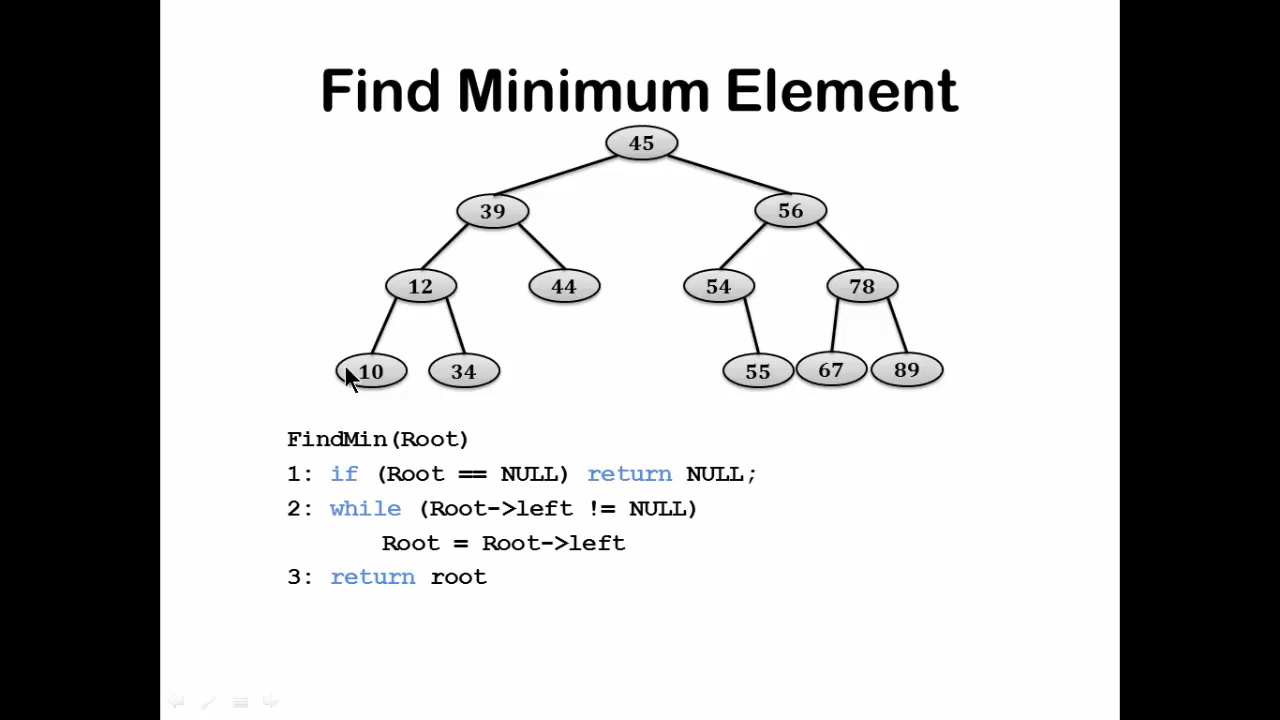 Find Minimum Element
45
39 56
12 44 54 78
10 34 55 67 89
FindMin(Root)
1: if (Root == NULL) return NULL;
2: while (Root->left != NULL)
Root = Root->left
3: return root